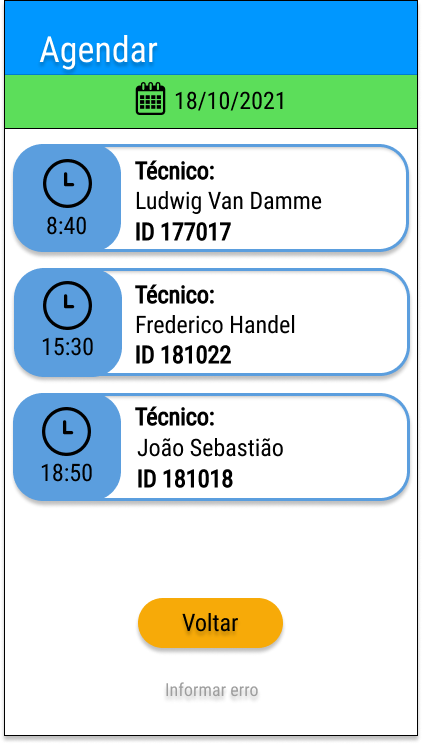 Agendar
18/10/2021
Técnico:
Ludwig Van Damme
8:40
ID 177017
Técnico:
Frederico Handel
15:30
ID 181022
Técnico:
João Sebastião
18:50
ID 181018
Voltar
Informar erro